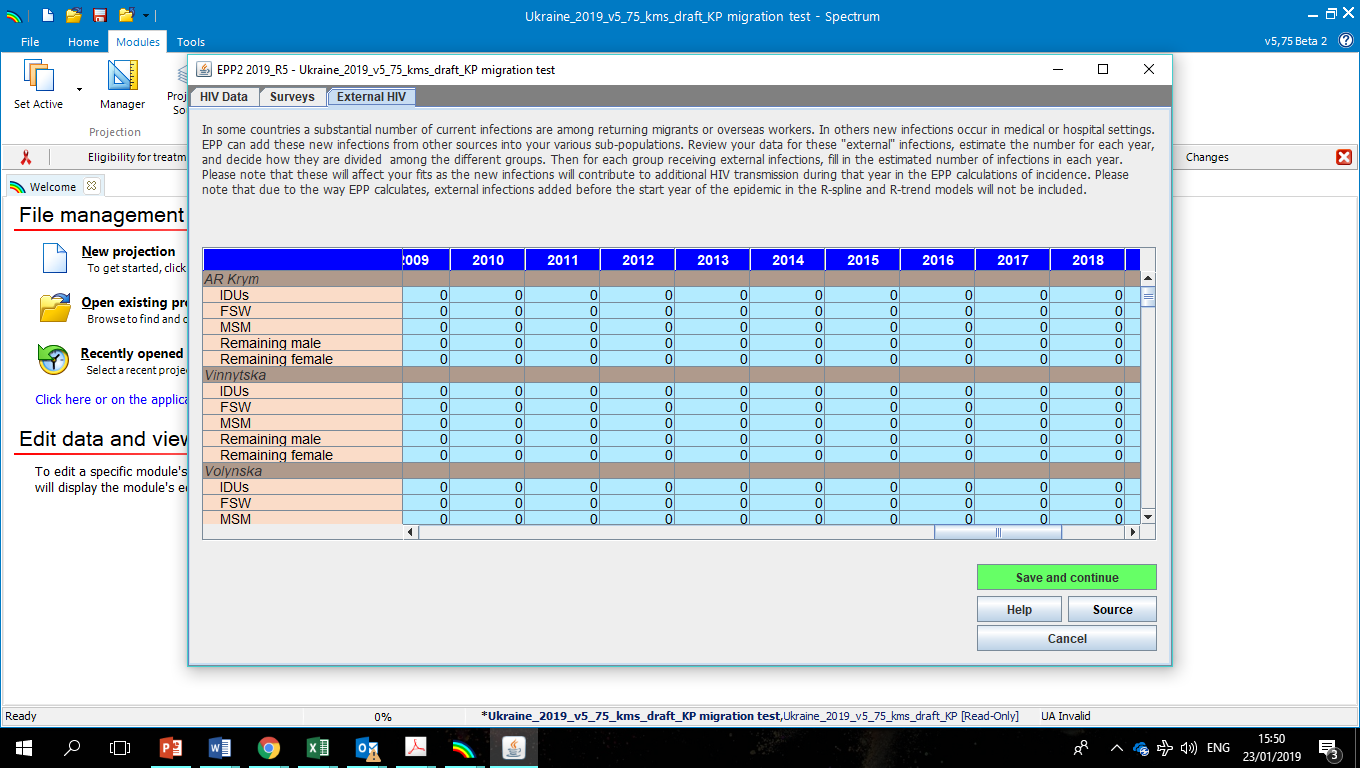 Ukraine_2019_v5_75_kms_draft_KP migration test - Spectrum
File Home Modules Tools
v5,75 Beta 2
Set Active
Manager
Projection
Eligibility for treatm
Changes
Welcome
File management
New projection
To get started, click
Open existing pr
Browse to find and
Recently opened
Select a recent proje
Click here or on the applica
Edit data and view
To edit a specific module's
will display the module's e
EPP2 2019_R5 - Ukraine_2019_v5_75_kms_draft_KP migration test
HIV Data Surveys External HIV
In some countries a substantial number of current infections are among returning migrants or overseas workers. In others new infections occur in medical or hospital settings.
EPP can add these new infections from other sources into your various sub-populations. Review your data for these "external" infections, estimate the number for each year,
and decide how they are divided among the different groups. Then for each group receiving external infections, fill in the estimated number of infections in each year.
Please note that these will affect your fits as the new infections will contribute to additional HIV transmission during that year in the EPP calculations of incidence. Please
note that due to the way EPP calculates, external infections added before the start year of the epidemic in the R-spline and R-trend models will not be included.
2009 2010 2011 2012 2013 2014 2015 2016 2017 2018
AR Krym
IDUs 0 0 0 0 0 0 0 0 0 0
FSW 0 0 0 0 0 0 0 0 0 0
MSM 0 0 0 0 0 0 0 0 0 0
Remaining male 0 0 0 0 0 0 0 0 0 0
Remaining female 0 0 0 0 0 0 0 0 0 0
Vinnytska
IDUs 0 0 0 0 0 0 0 0 0 0
FSW 0 0 0 0 0 0 0 0 0 0
MSM 0 0 0 0 0 0 0 0 0 0
Remaining male 0 0 0 0 0 0 0 0 0 0
Remaining female 0 0 0 0 0 0 0 0 0 0
Volynska
IDUs 0 0 0 0 0 0 0 0 0 0
FSW 0 0 0 0 0 0 0 0 0 0
MSM 0 0 0 0 0 0 0 0 0 0
Save and continue
Help Source
Cancel
Ready 0% *Ukraine_2019_v5_75_kms_draft_KP migration test,Ukraine_2019_v5_75_kms_draft_KP [Read-Only] UA Invalid
ENG
15:50
23/01/2019
3